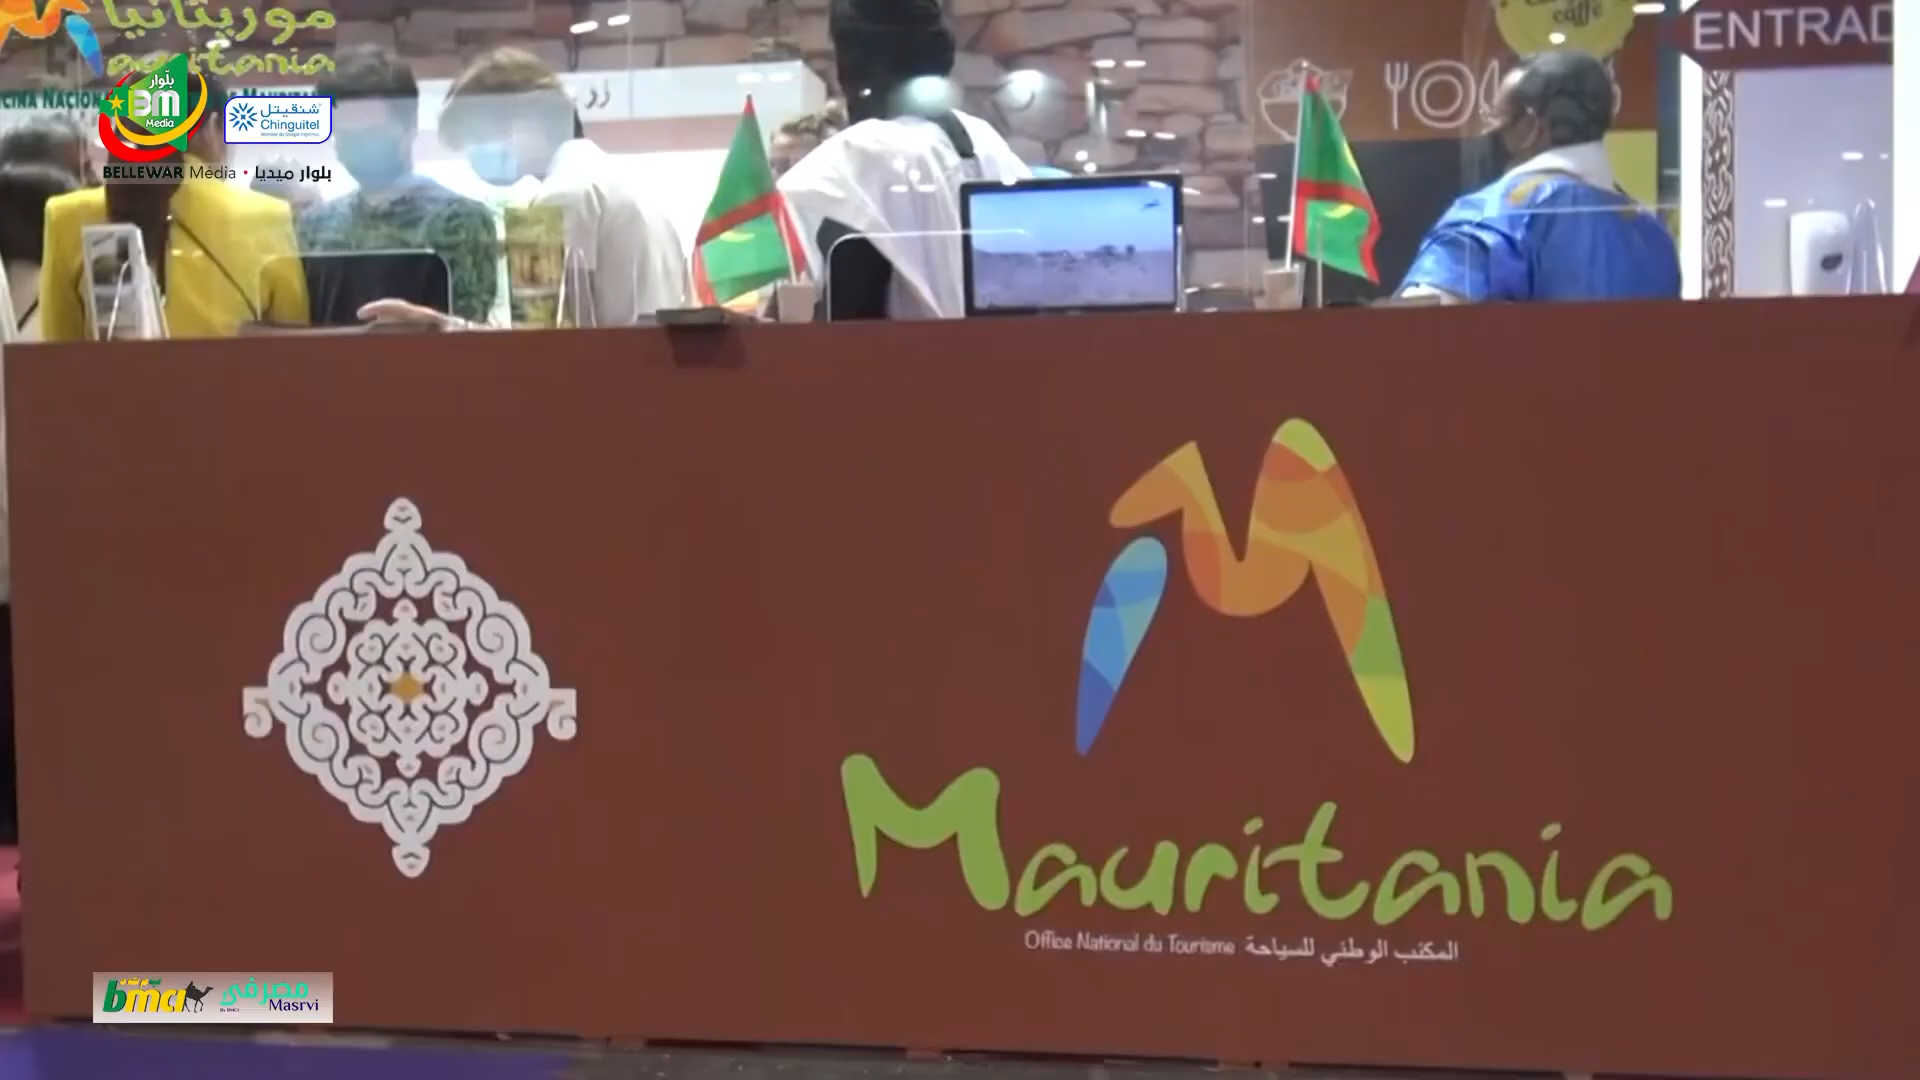 موريتانيا
Mauritania
بلوار
BM
Media
شنقيتل
Chinguitel
BELLEWAR Média • بلوار ميديا
caffè
ENTRAD
Mauritania
Office National du Tourisme المكتب الوطني للسياحة
bmci
مصرفي
Masrvi